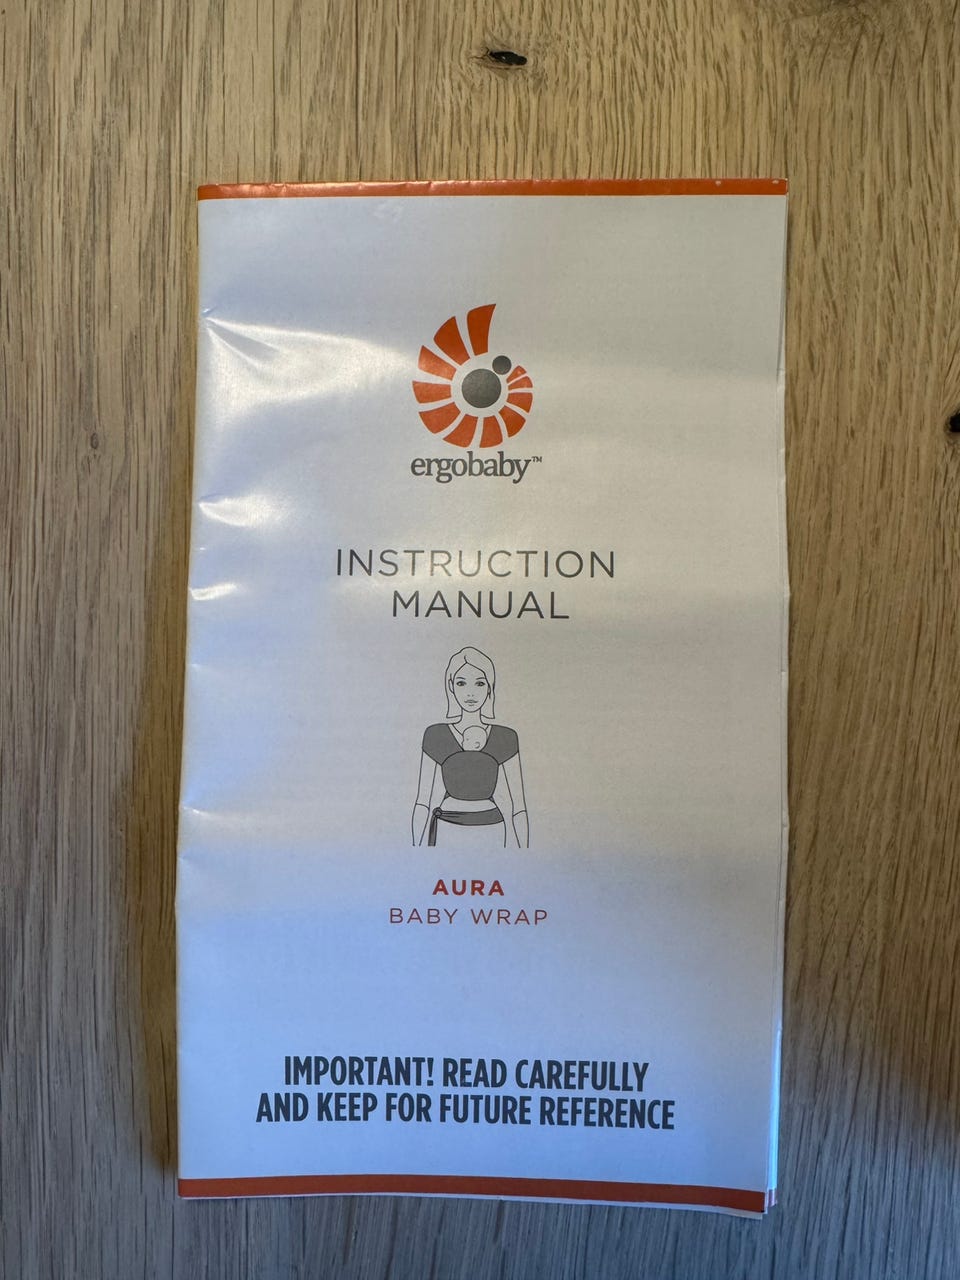 ergobaby™
INSTRUCTION
MANUAL
AURA
BABY WRAP
IMPORTANT! READ CAREFULLY
AND KEEP FOR FUTURE REFERENCE